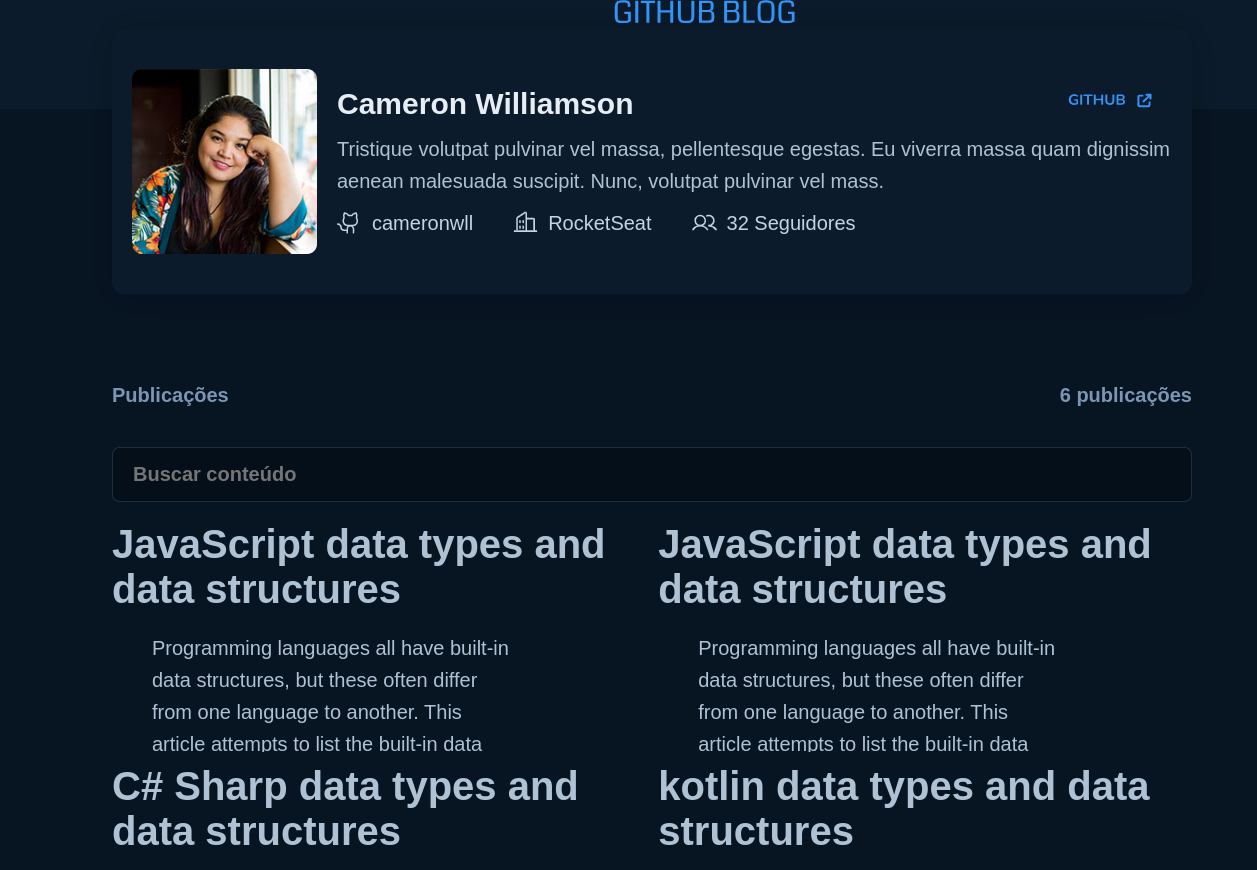 GITHUB BLOG
Cameron Williamson
GITHUB
Tristique volutpat pulvinar vel massa, pellentesque egestas. Eu viverra massa quam dignissim
aenean malesuada suscipit. Nunc, volutpat pulvinar vel mass.
cameronwll
RocketSeat
32 Seguidores
Publicações
6 publicações
Buscar conteúdo
JavaScript data types and
data structures
Programming languages all have built-in
data structures, but these often differ
from one language to another. This
article attempts to list the built-in data
JavaScript data types and
data structures
Programming languages all have built-in
data structures, but these often differ
from one language to another. This
article attempts to list the built-in data
C# Sharp data types and
data structures
kotlin data types and data
structures